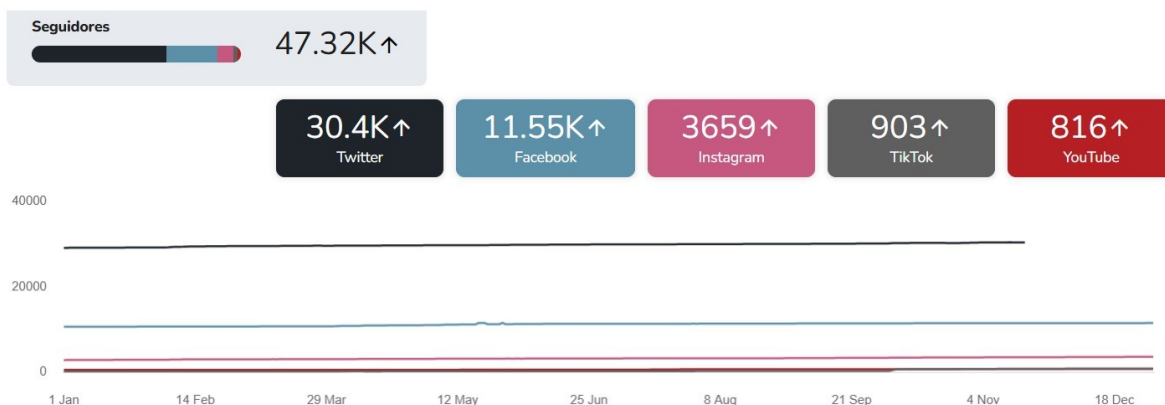 Seguidores
47.32K↑
30.4K↑
Twitter
11.55K↑
Facebook
3659↑
Instagram
903↑
TikTok
816↑
YouTube
40000
20000
0
1 Jan 14 Feb 29 Mar 12 May 25 Jun 8 Aug 21 Sep 4 Nov 18 Dec